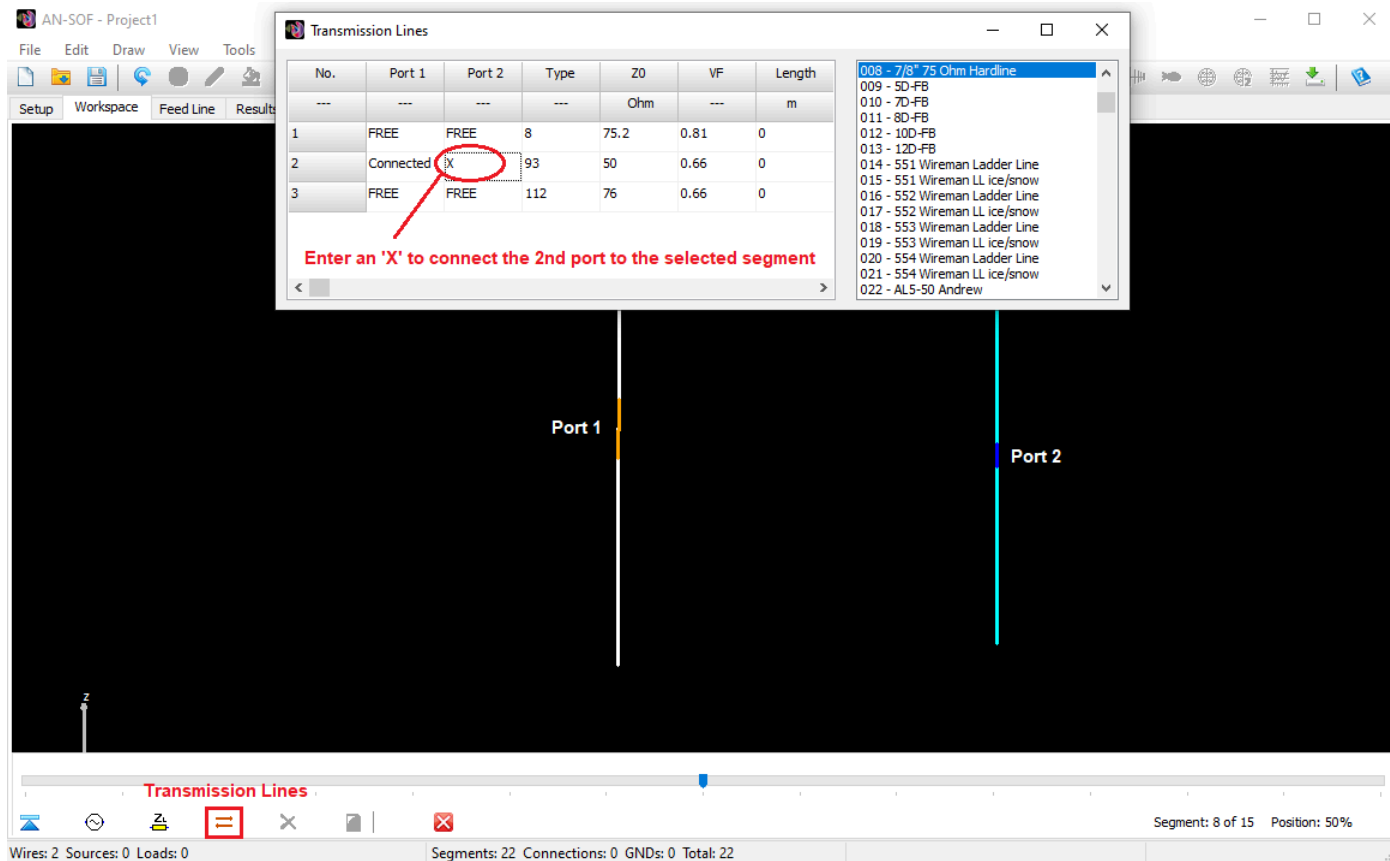 AN-SOF - Project1
File Edit Draw View Tools
Setup Workspace Feed Line Results
Transmission Lines
No. Port 1 Port 2 Type Z0 VF Length
--- --- --- --- Ohm --- m
1 FREE FREE 8 75.2 0.81 0
2 Connected X 93 50 0.66 0
3 FREE FREE 112 76 0.66 0
Enter an 'X' to connect the 2nd port to the selected segment
008 - 7/8" 75 Ohm Hardline
009 - 5D-FB
010 - 7D-FB
011 - 8D-FB
012 - 10D-FB
013 - 12D-FB
014 - 551 Wireman Ladder Line
015 - 551 Wireman LL ice/snow
016 - 552 Wireman Ladder Line
017 - 552 Wireman LL ice/snow
018 - 553 Wireman Ladder Line
019 - 553 Wireman LL ice/snow
020 - 554 Wireman Ladder Line
021 - 554 Wireman LL ice/snow
022 - AL5-50 Andrew
Port 1
Port 2
z
Transmission Lines
ZL
Segment: 8 of 15 Position: 50%
Wires: 2 Sources: 0 Loads: 0 Segments: 22 Connections: 0 GNDs: 0 Total: 22